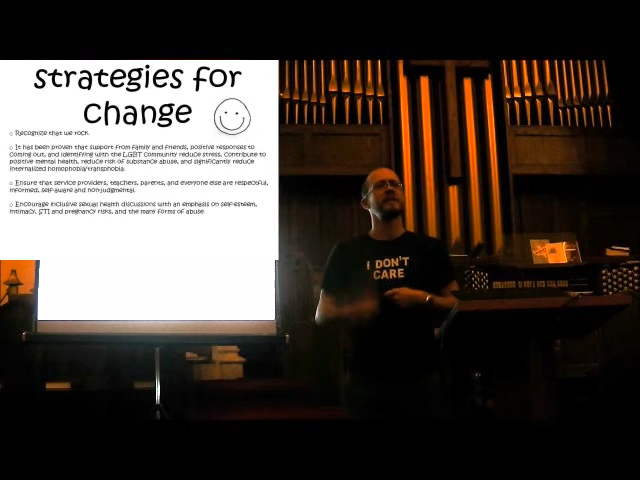 strategies for
change
o Recognize that we rock.
o It has been proven that support from family and friends, positive responses to
coming out, and identifying with the LGBT community reduce stress, contribute to
positive mental health, reduce risk of substance abuse, and significantly reduce
internalized homophobia/transphobia.
o Ensure that service providers, teachers, parents, and everyone else are respectful,
informed, self-aware and non-judgmental.
o Encourage inclusive sexual health discussions with an emphasis on self-esteem,
intimacy, STI and pregnancy risks, and the many forms of abuse.
I DON'T
CARE